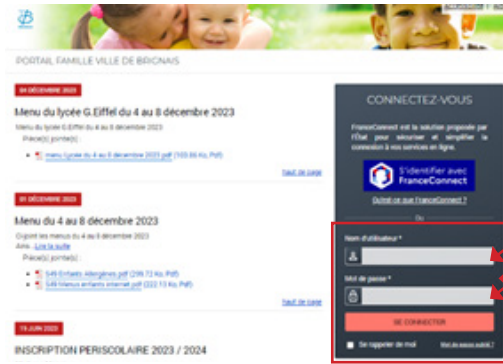 PORTAIL FAMILLE VILLE DE BRIGNAIS
04 DÉCEMBRE 2023
Menu du lycée G.Eiffel du 4 au 8 décembre 2023
Menu du lycée G.Eiffel du 4 au 8 décembre 2023
Pièce(s) jointe(s) :
menu lycée du 4 au 8 décembre 2023.pdf (103.86 Ko, Pdf)
haut de page
01 DÉCEMBRE 2023
Menu du 4 au 8 décembre 2023
Ci-joint les menus du 4 au 8 décembre 2023
Lire la suite
Pièce(s) jointe(s) :
S49 Enfants Allergènes.pdf (298.72 Ko, Pdf)
S49 Menus enfants internet.pdf (222.13 Ko, Pdf)
haut de page
19 JUIN 2023
INSCRIPTION PERISCOLAIRE 2023 / 2024
CONNECTEZ-VOUS
FranceConnect est la solution proposée par
l'État pour sécuriser et simplifier la
connexion à vos services en ligne.
S'identifier avec
FranceConnect
Qu'est-ce que FranceConnect ?
Ou
Nom d'utilisateur *
Mot de passe *
SE CONNECTER
Se rappeler de moi
Mot de passe oublié ?